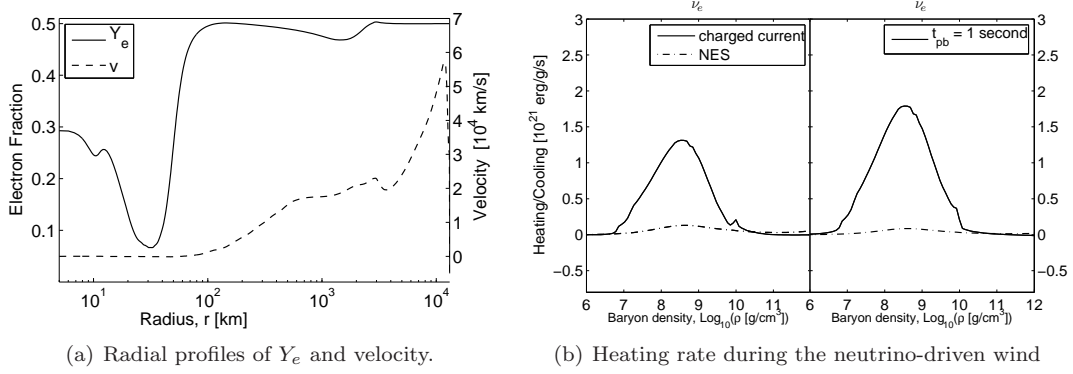 0.5
0.4
0.3
0.2
0.1
Electron Fraction
Y_e
v
7
6
5
4
3
2
1
0
Velocity [10^4 km/s]
10^1
10^2
10^3
10^4
Radius, r [km]
(a) Radial profiles of Y_e and velocity.
ν_e
3
2.5
2
1.5
1
0.5
0
−0.5
Heating/Cooling [10^21 erg/g/s]
charged current
NES
6 7 8 9 10 11
Baryon density, Log_10(ρ [g/cm^3])
ν̄_e
t_pb = 1 second
3
2.5
2
1.5
1
0.5
0
−0.5
6 7 8 9 10 11 12
Baryon density, Log_10(ρ [g/cm^3])
(b) Heating rate during the neutrino-driven wind